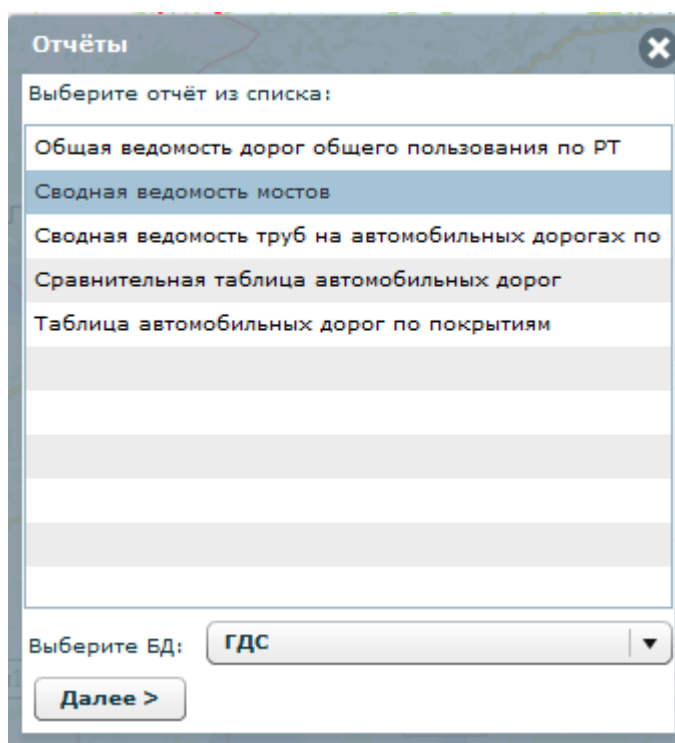 Отчёты
Выберите отчёт из списка:
Общая ведомость дорог общего пользования по РТ
Сводная ведомость мостов
Сводная ведомость труб на автомобильных дорогах по
Сравнительная таблица автомобильных дорог
Таблица автомобильных дорог по покрытиям
Выберите БД: ГДС
Далее >